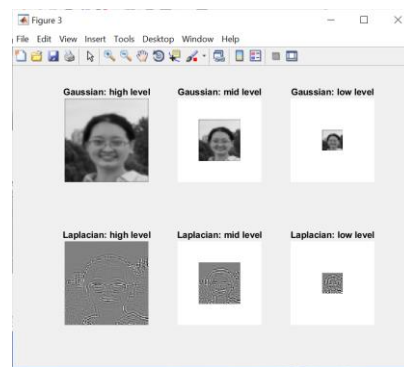 Figure 3
File Edit View Insert Tools Desktop Window Help
Gaussian: high level Gaussian: mid level Gaussian: low level
Laplacian: high level Laplacian: mid level Laplacian: low level